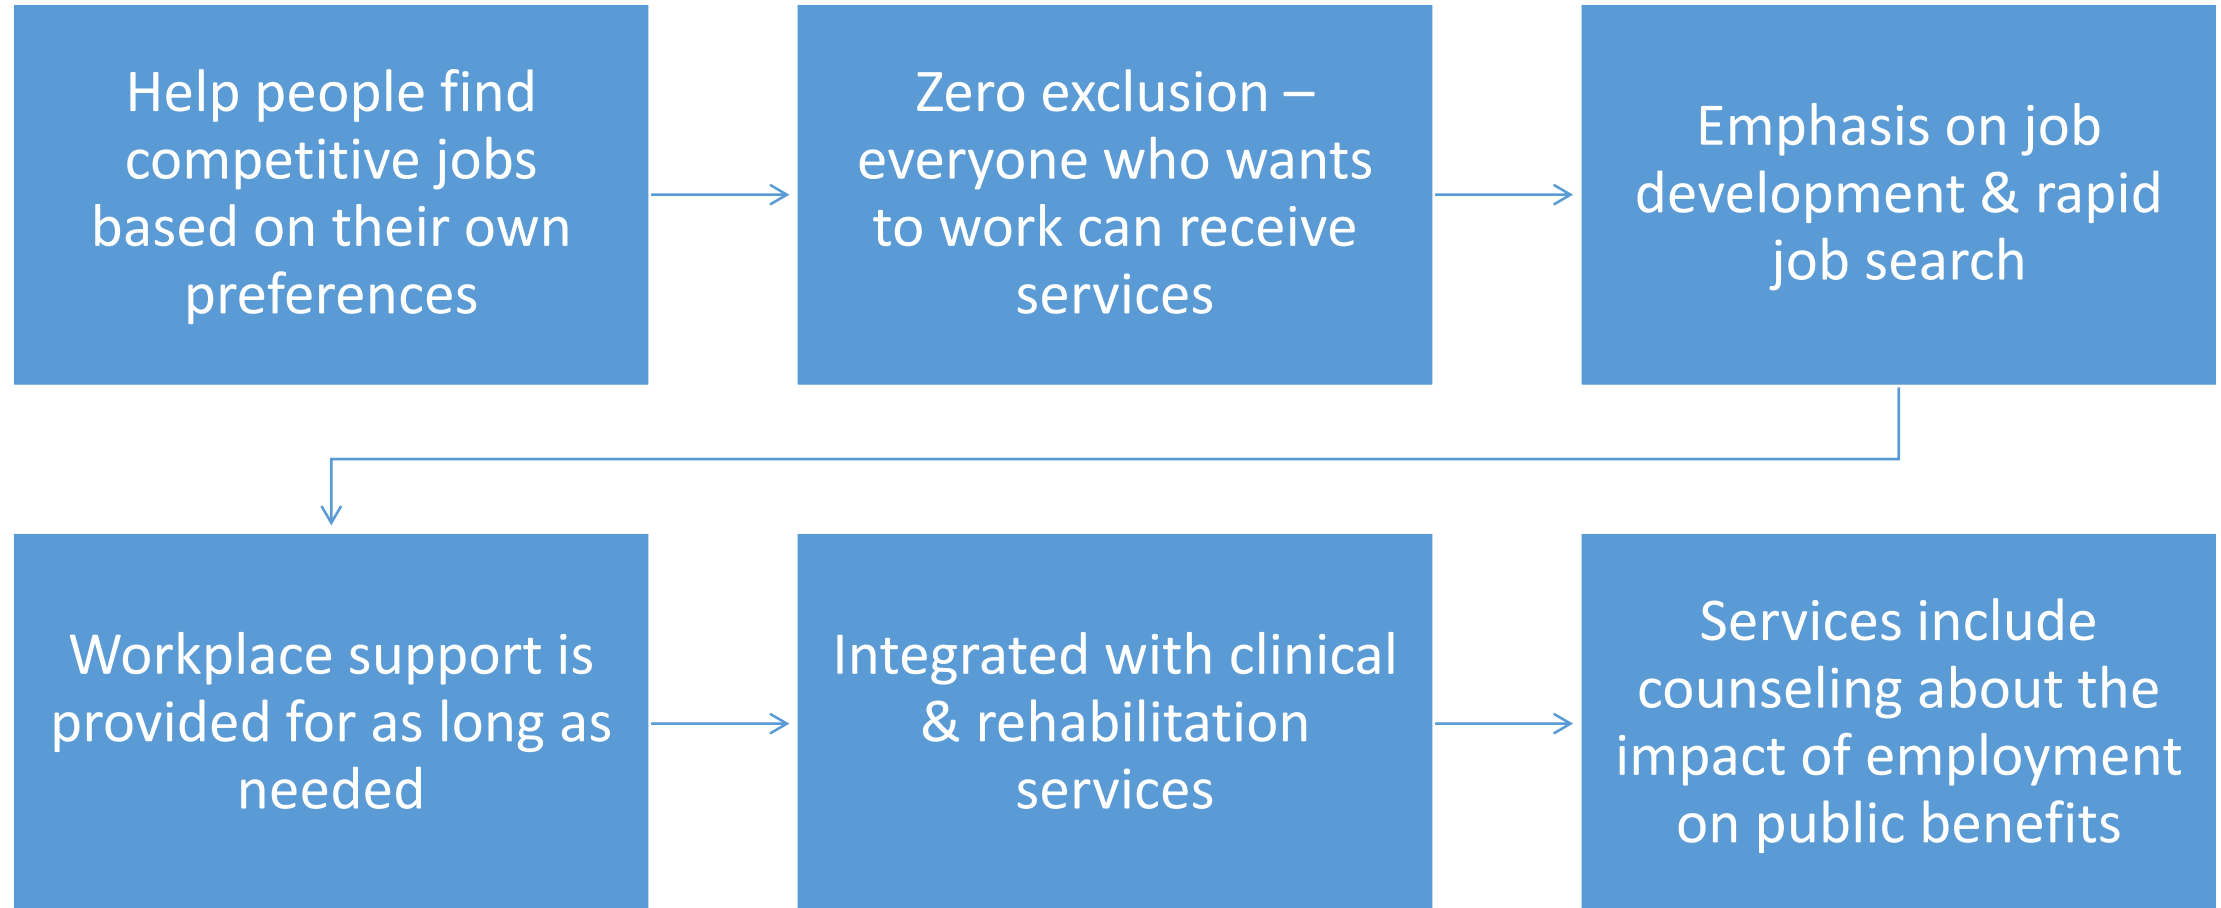 Help people find
competitive jobs
based on their own
preferences
Zero exclusion –
everyone who wants
to work can receive
services
Emphasis on job
development & rapid
job search
Workplace support is
provided for as long as
needed
Integrated with clinical
& rehabilitation
services
Services include
counseling about the
impact of employment
on public benefits